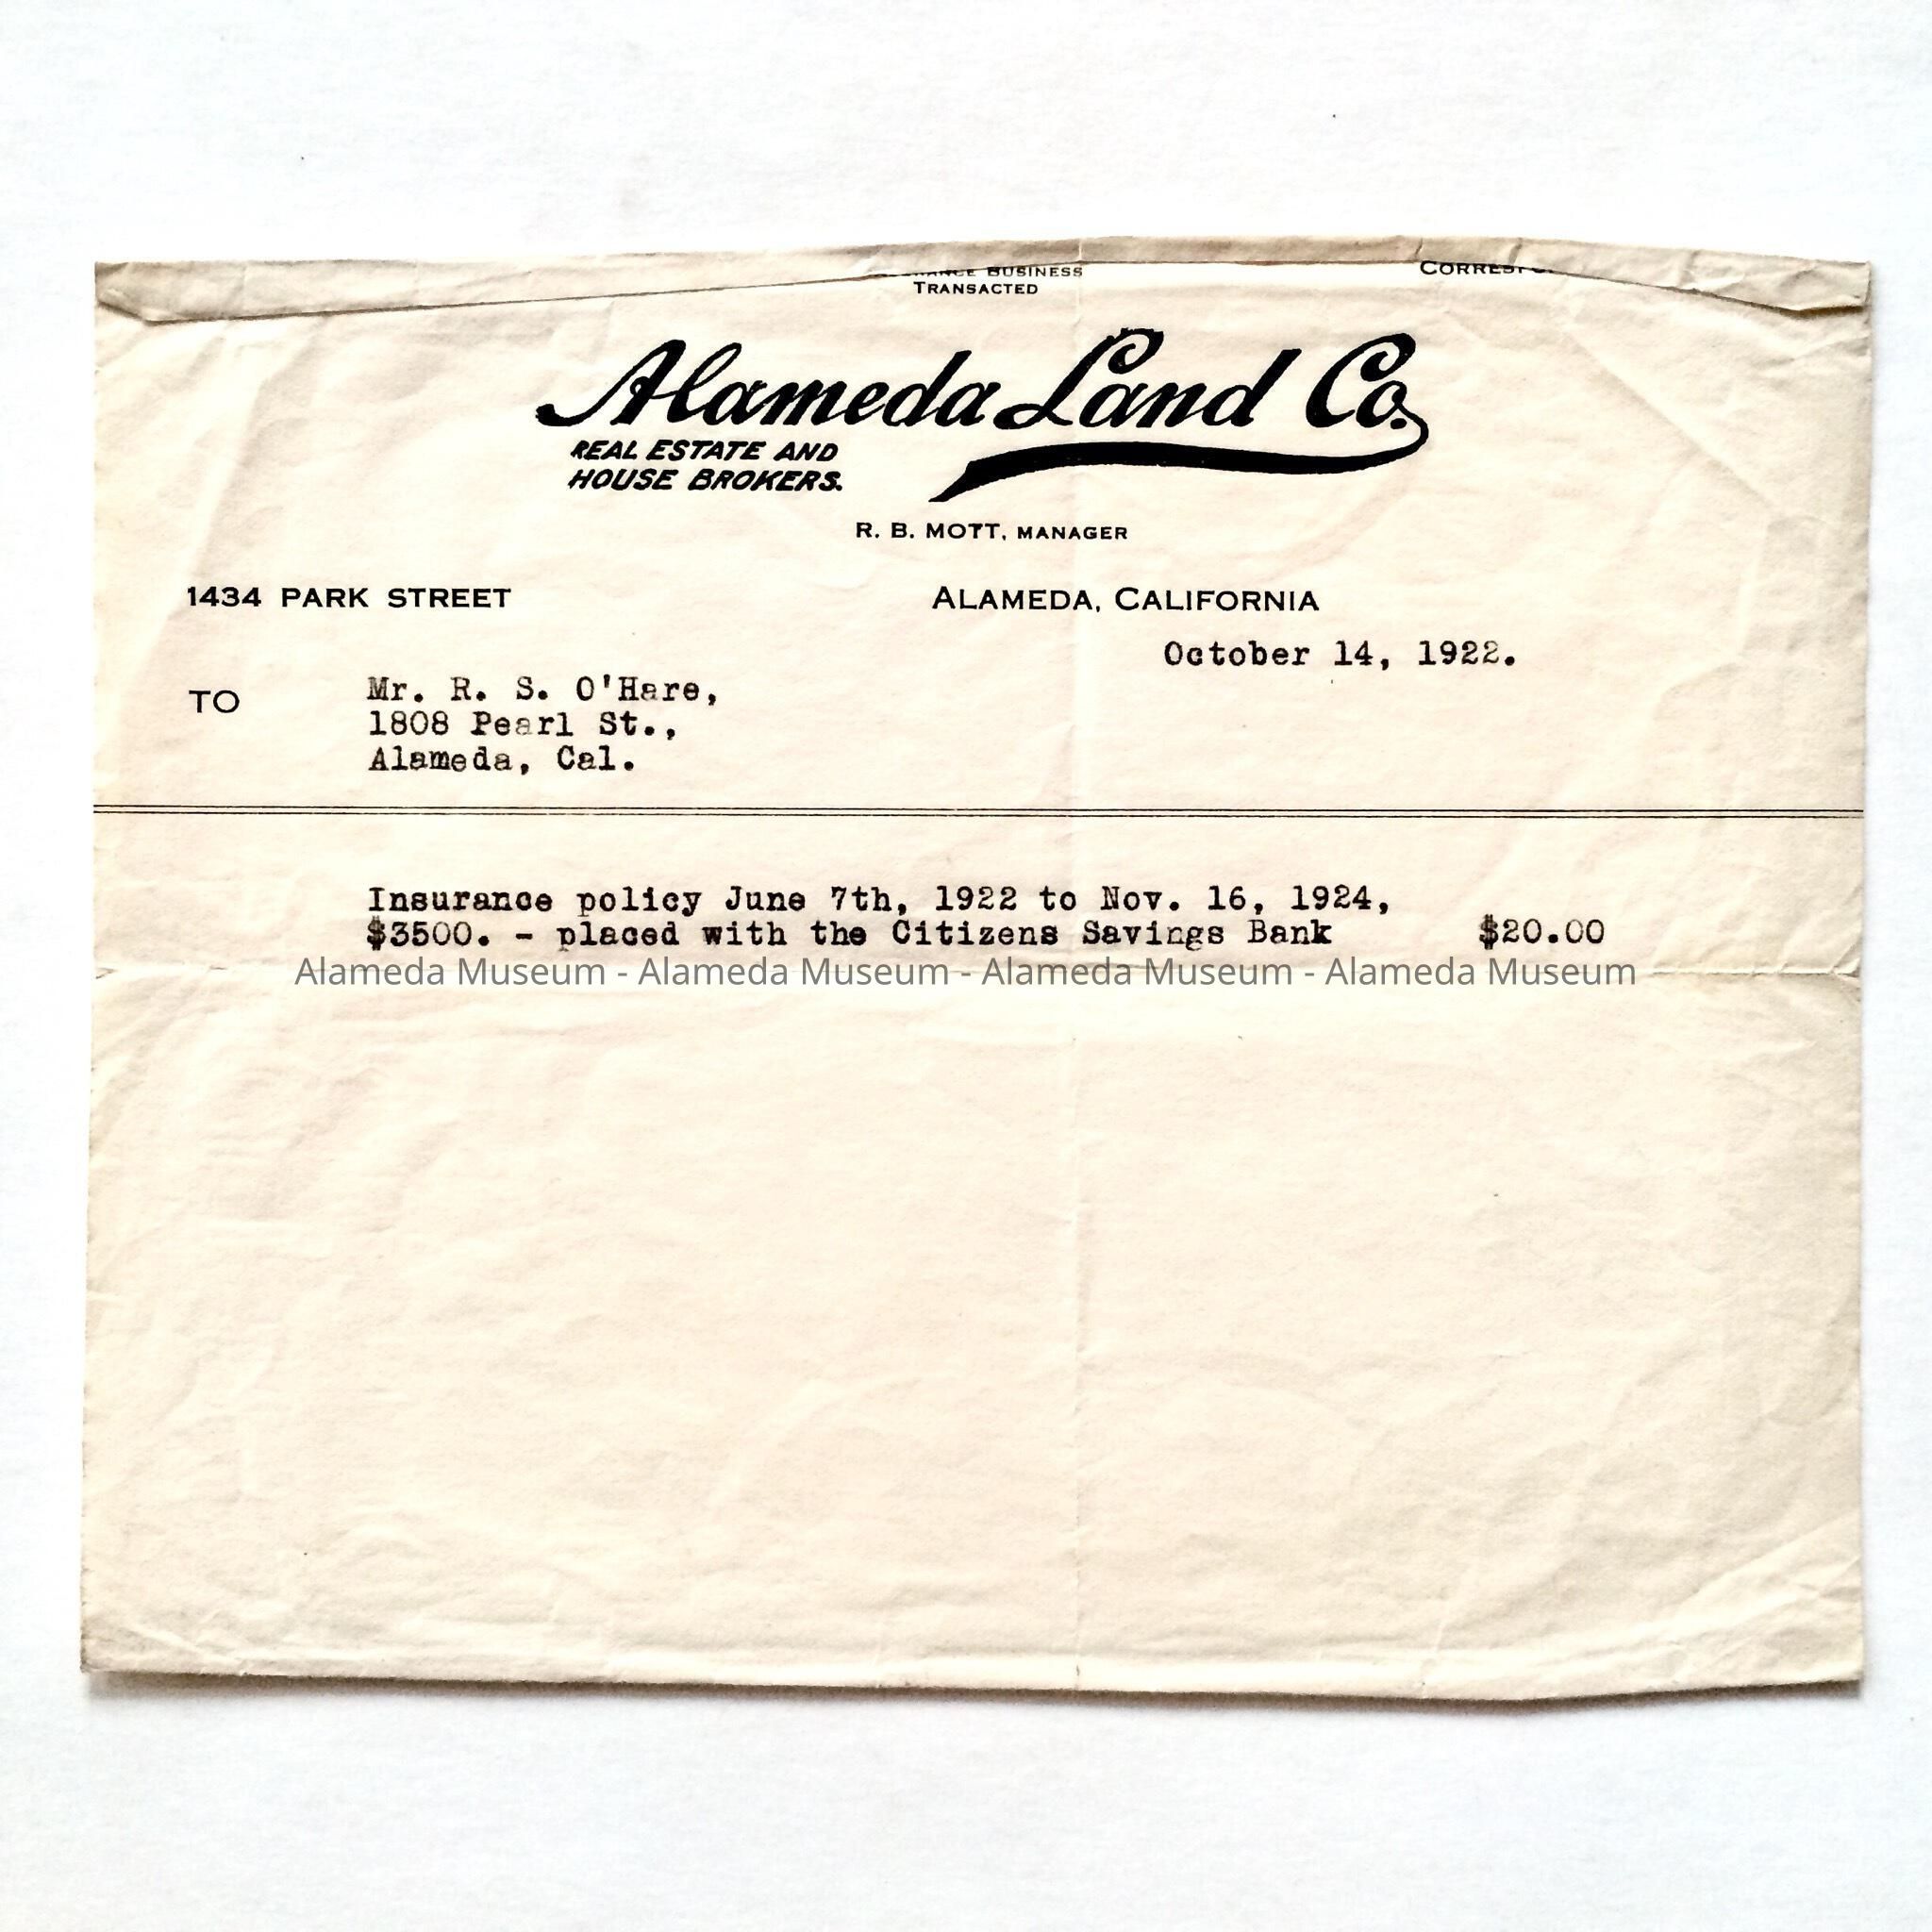 BUSINESS
TRANSACTED
Alameda Land Co.
REAL ESTATE AND
HOUSE BROKERS.
R. B. MOTT, MANAGER
1434 PARK STREET
ALAMEDA, CALIFORNIA
October 14, 1922.
TO
Mr. R. S. O'Hare,
1808 Pearl St.,
Alameda, Cal.
Insurance policy June 7th, 1922 to Nov. 16, 1924,
$3500. - placed with the Citizens Savings Bank $20.00
Alameda Museum - Alameda Museum - Alameda Museum - Alameda Museum